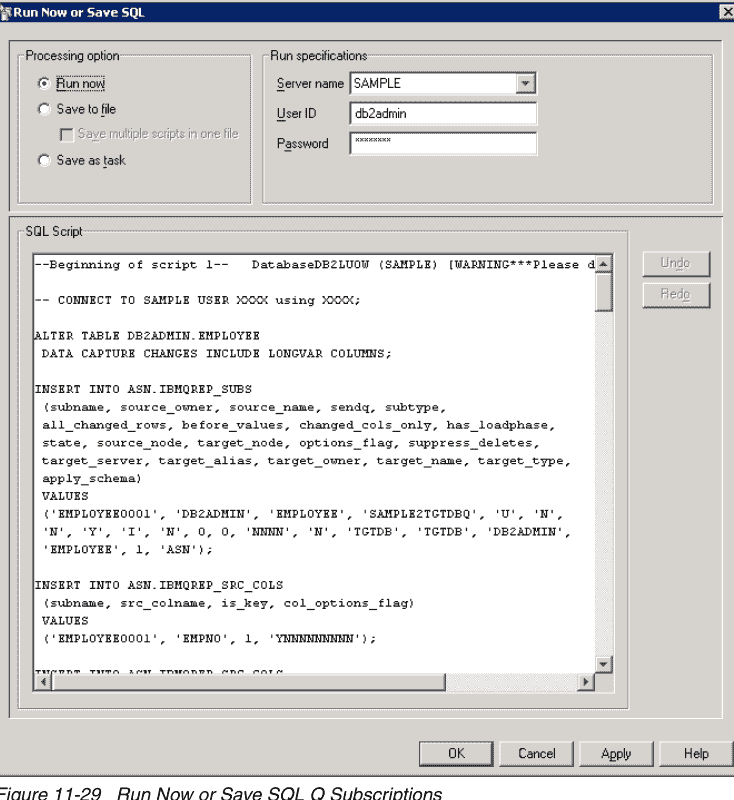 Run Now or Save SQL
Processing option
Run now
Save to file
Save multiple scripts in one file
Save as task
Run specifications
Server name SAMPLE
User ID db2admin
Password ********
SQL Script
--Beginning of script 1-- DatabaseDB2LUOW (SAMPLE) [WARNING***Please d
-- CONNECT TO SAMPLE USER XXXX using XXXX;
ALTER TABLE DB2ADMIN.EMPLOYEE
DATA CAPTURE CHANGES INCLUDE LONGVAR COLUMNS;
INSERT INTO ASN.IBMQREP_SUBS
(subname, source_owner, source_name, sendq, subtype,
all_changed_rows, before_values, changed_cols_only, has_loadphase,
state, source_node, target_node, options_flag, suppress_deletes,
target_server, target_alias, target_owner, target_name, target_type,
apply_schema)
VALUES
('EMPLOYEE0001', 'DB2ADMIN', 'EMPLOYEE', 'SAMPLE2TGTDBQ', 'U', 'N',
'N', 'Y', 'I', 'N', 0, 0, 'NNNN', 'N', 'TGTDB', 'TGTDB', 'DB2ADMIN',
'EMPLOYEE', 1, 'ASN');
INSERT INTO ASN.IBMQREP_SRC_COLS
(subname, src_colname, is_key, col_options_flag)
VALUES
('EMPLOYEE0001', 'EMPNO', 1, 'YNNNNNNNNN');
INSERT INTO ASN.IBMQREP_SRC_COLS
Undo
Redo
OK
Cancel
Apply
Help
Figure 11-29 Run Now or Save SQL Q Subscriptions